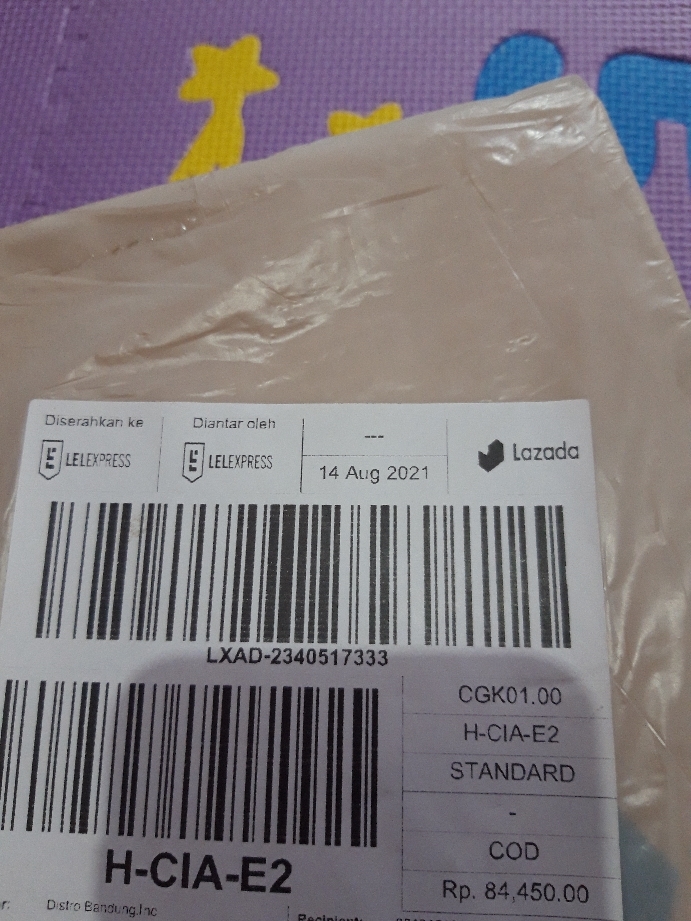 Diserahkan ke
Diantar oleh
LELEXPRESS
LELEXPRESS
---
14 Aug 2021
Lazada
LXAD-2340517333
CGK01.00
H-CIA-E2
STANDARD
-
COD
Rp. 84,450.00
H-CIA-E2
Distro Bandung.Inc
Recipient: